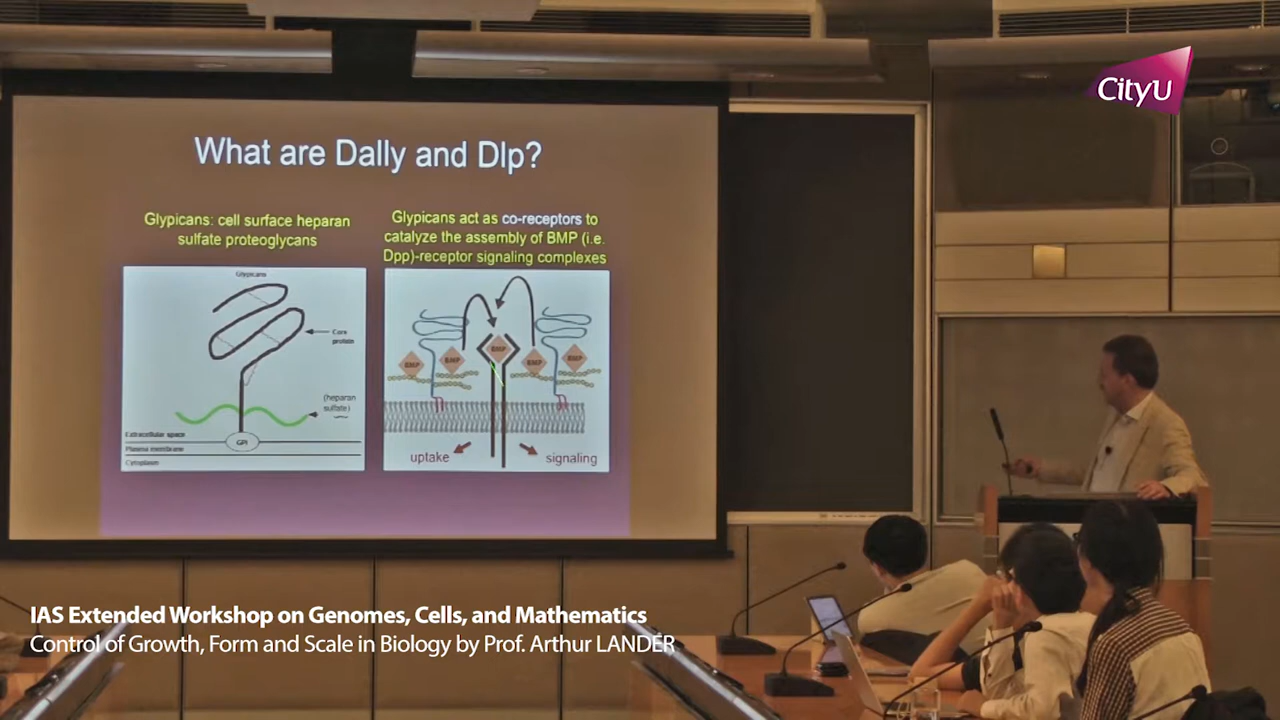 CityU
What are Dally and Dlp?
Glypicans: cell surface heparan
sulfate proteoglycans
Glypicans act as co-receptors to
catalyze the assembly of BMP (i.e.
Dpp)-receptor signaling complexes
Glypicans
Core
protein
(heparan
sulfate)
GPI
Extracellular space
Plasma membrane
Cytoplasm
BMP
BMP
BMP
BMP
BMP
uptake
signaling
IAS Extended Workshop on Genomes, Cells, and Mathematics
Control of Growth, Form and Scale in Biology by Prof. Arthur LANDER